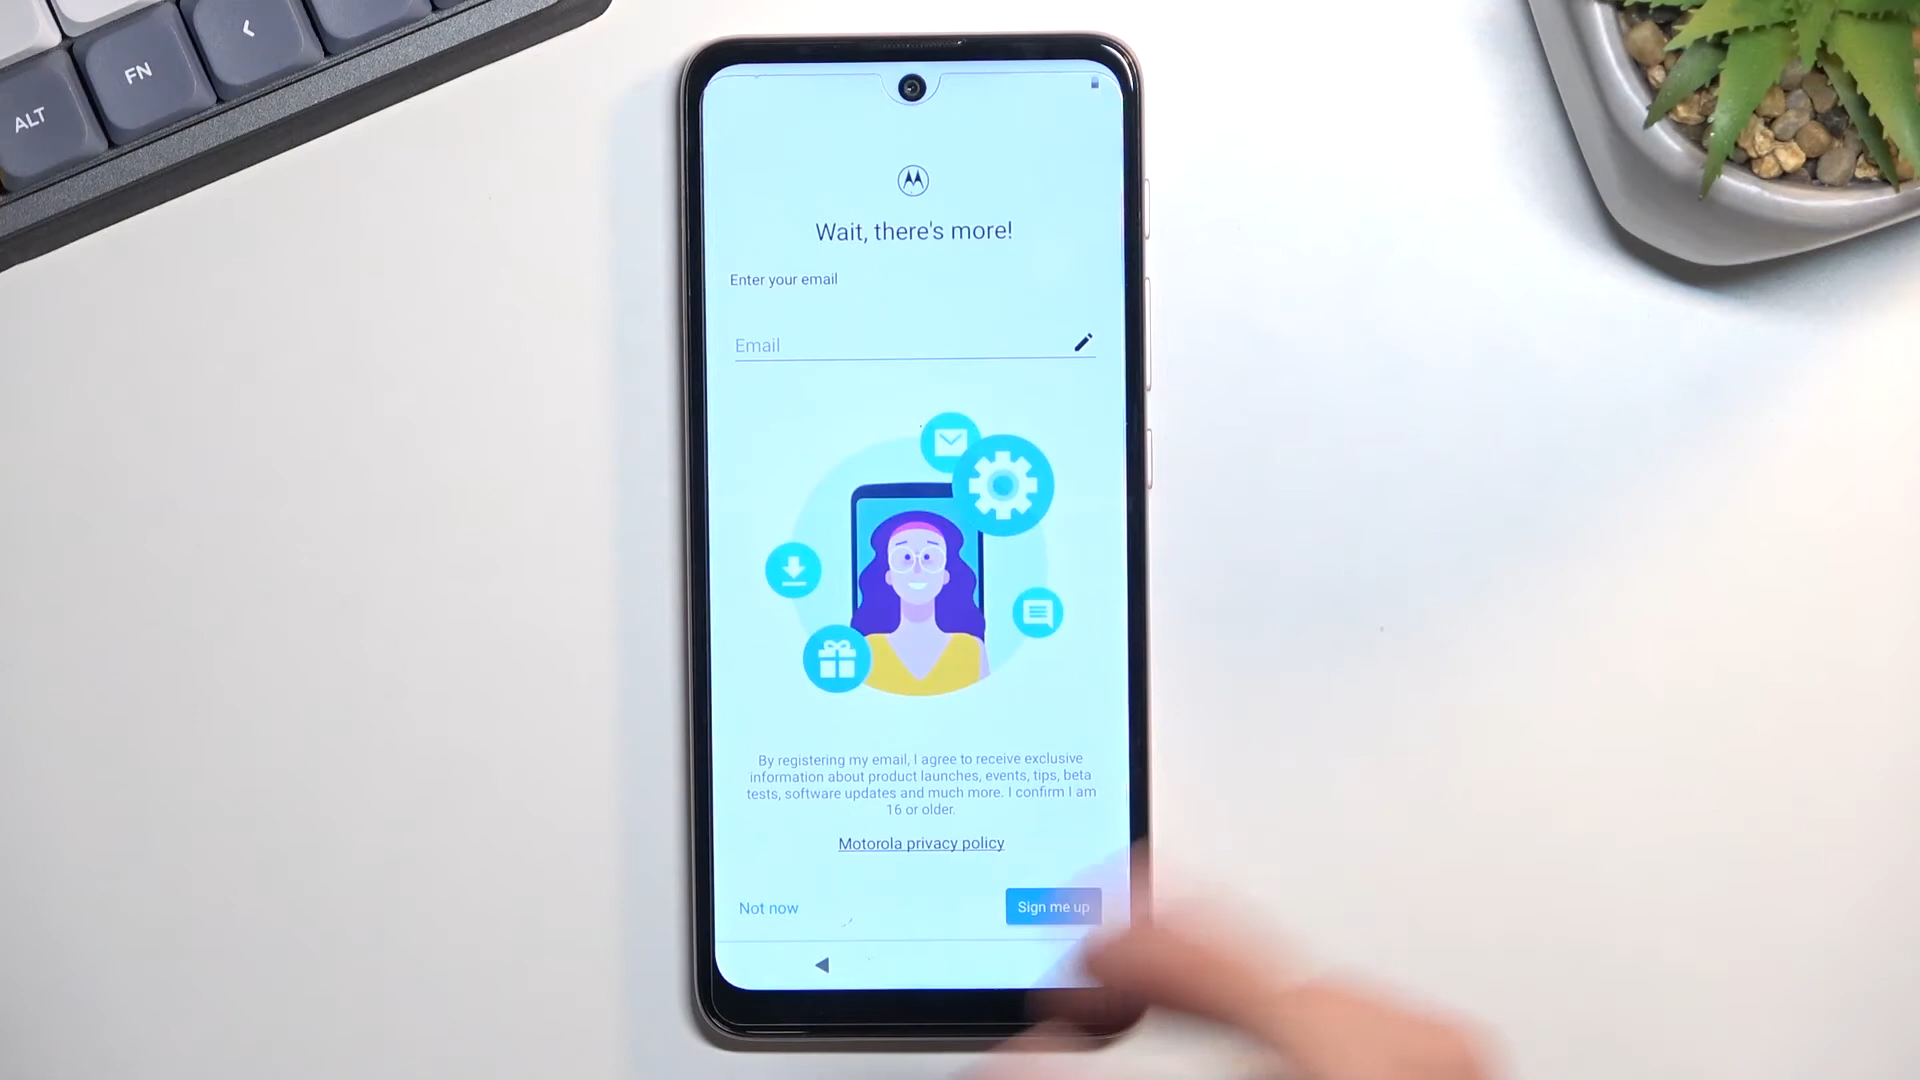 FN
ALT
Wait, there's more!
Enter your email
Email
By registering my email, I agree to receive exclusive
information about product launches, events, tips, beta
tests, software updates and much more. I confirm I am
16 or older.
Motorola privacy policy
Not now
Sign me up